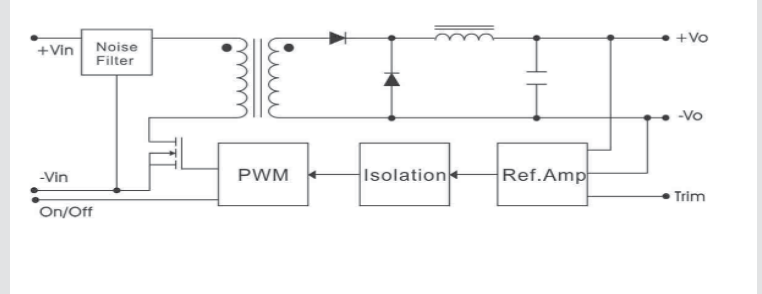 +Vin
Noise
Filter
+Vo
-Vo
-Vin
PWM
Isolation
Ref.Amp
Trim
On/Off